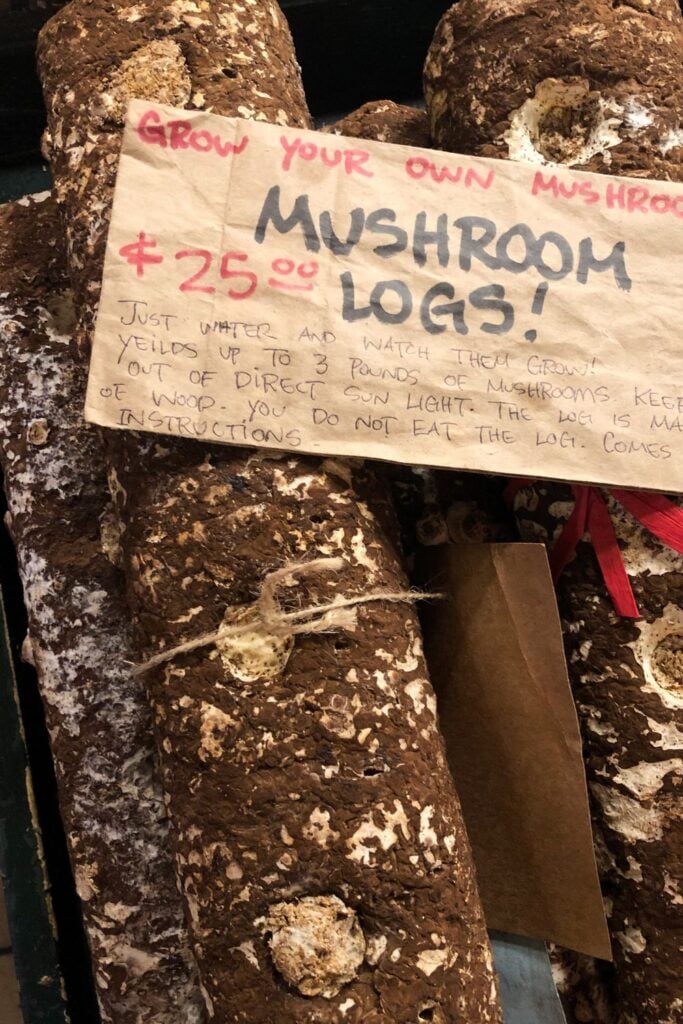 GROW YOUR OWN MUSHROO
MUSHROOM
$25.00 LOGS!
JUST WATER AND WATCH THEM GROW!
YEILDS UP TO 3 POUNDS OF MUSHROOMS. KEEP
OUT OF DIRECT SUN LIGHT. THE LOG IS MA
OF WOOD. YOU DO NOT EAT THE LOG. COMES
INSTRUCTIONS.